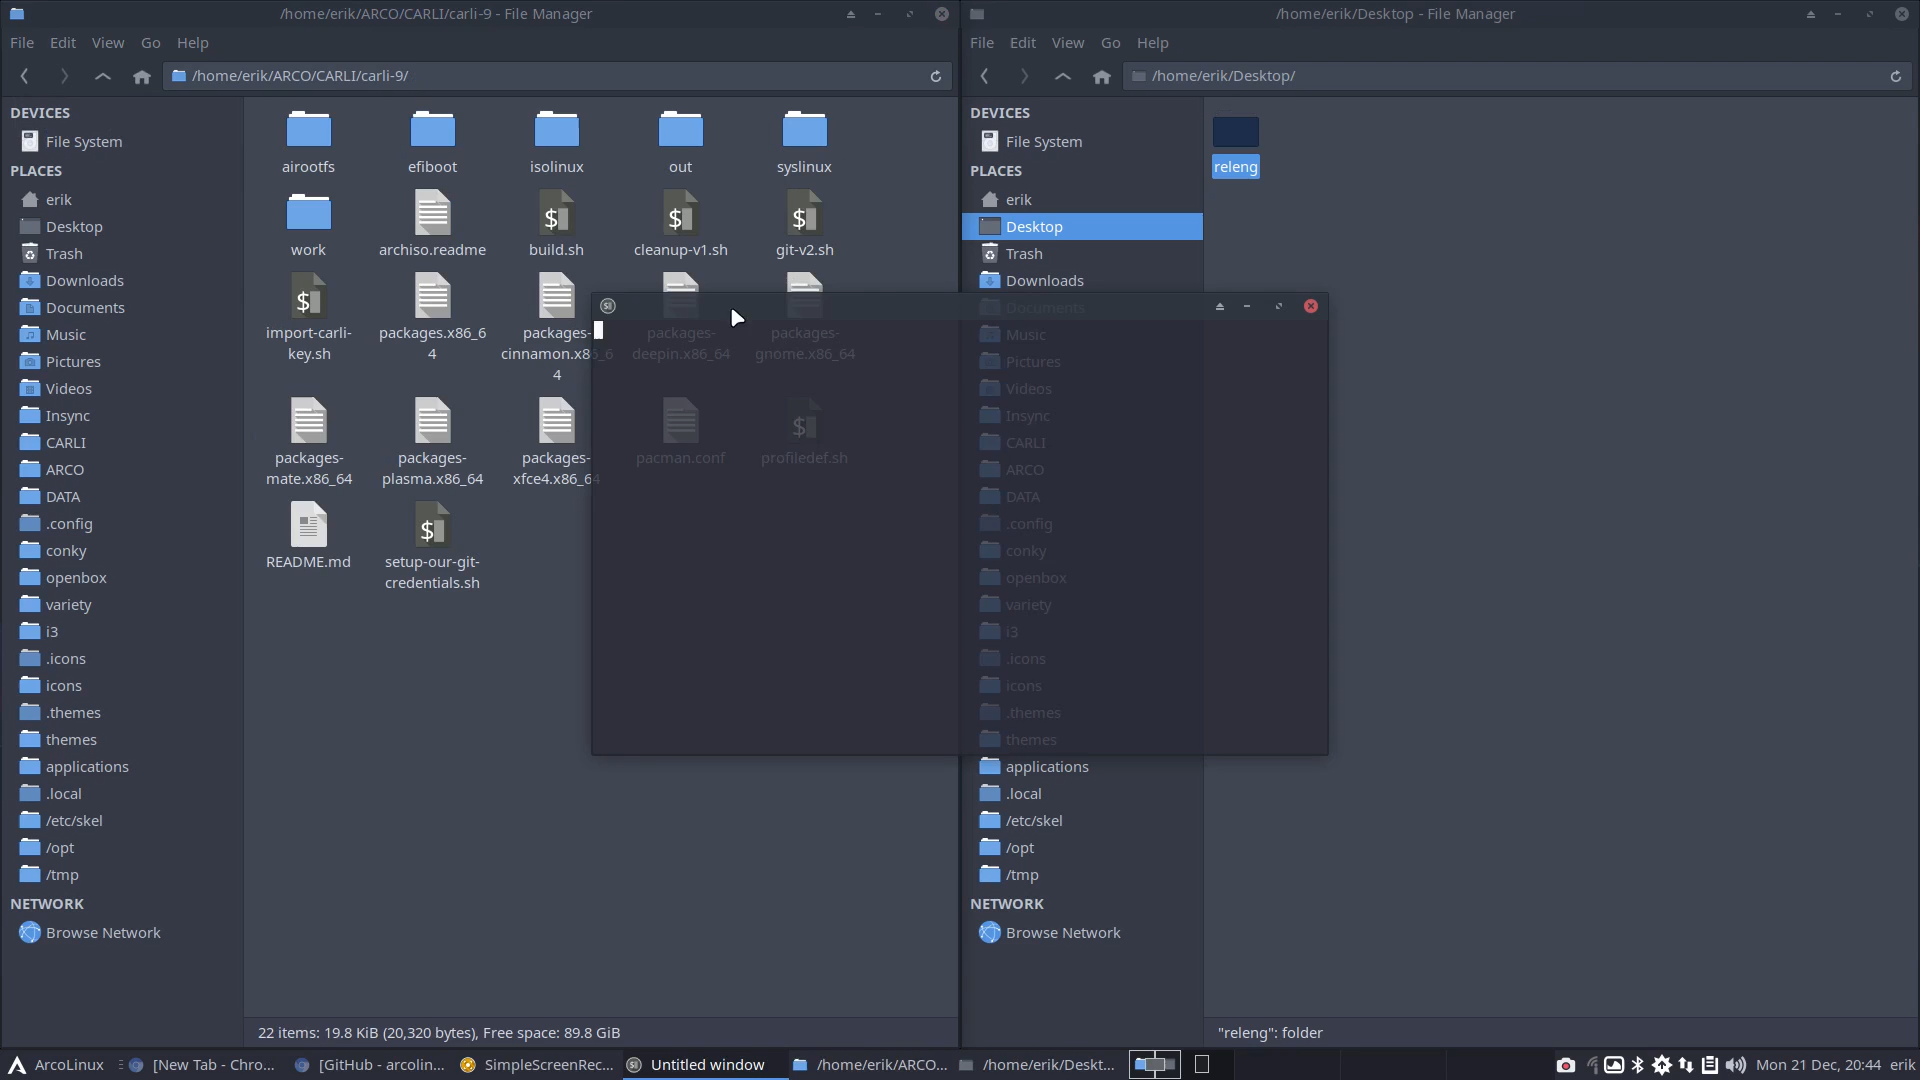 /home/erik/ARCO/CARLI/carli-9 - File Manager
File Edit View Go Help
/home/erik/ARCO/CARLI/carli-9/
DEVICES
File System
PLACES
erik
Desktop
Trash
Downloads
Documents
Music
Pictures
Videos
Insync
CARLI
ARCO
DATA
.config
conky
openbox
variety
i3
.icons
icons
.themes
themes
applications
.local
/etc/skel
/opt
/tmp
NETWORK
Browse Network
airootfs
efiboot
isolinux
out
syslinux
work
archiso.readme
build.sh
cleanup-v1.sh
git-v2.sh
import-carli-
key.sh
packages.x86_6
4
packages-
cinnamon.x86_6
4
packages-
deepin.x86_64
packages-
gnome.x86_64
packages-
mate.x86_64
packages-
plasma.x86_64
packages-
xfce4.x86_64
pacman.conf
profiledef.sh
README.md
setup-our-git-
credentials.sh
22 items: 19.8 KiB (20,320 bytes), Free space: 89.8 GiB
/home/erik/Desktop - File Manager
File Edit View Go Help
/home/erik/Desktop/
DEVICES
File System
PLACES
erik
Desktop
Trash
Downloads
Documents
Music
Pictures
Videos
Insync
CARLI
ARCO
DATA
.config
conky
openbox
variety
i3
.icons
icons
.themes
themes
applications
.local
/etc/skel
/opt
/tmp
NETWORK
Browse Network
releng
"releng": folder
ArcoLinux
[New Tab - Chro...
[GitHub - arcolin...
SimpleScreenRec...
Untitled window
/home/erik/ARCO...
/home/erik/Deskt...
Mon 21 Dec, 20:44 erik